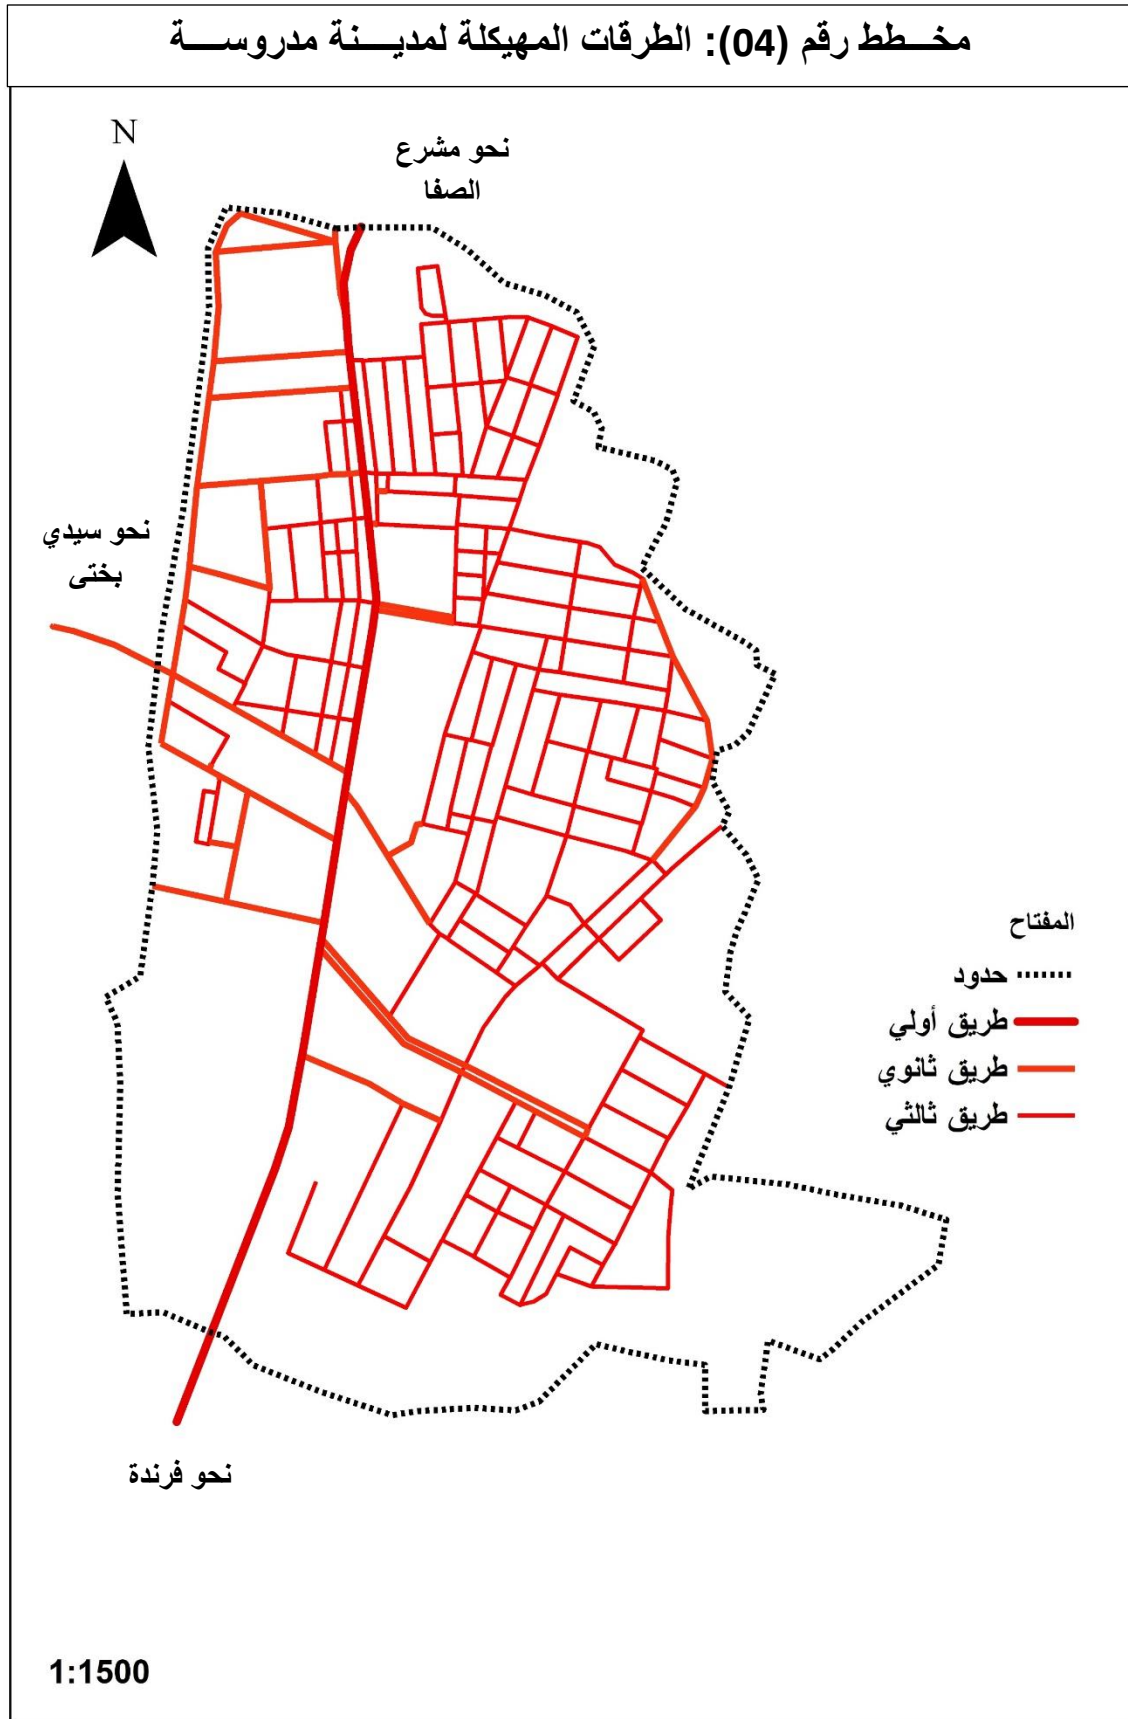 مخـــطط رقم (04): الطرقات المهيكلة لمديـــنة مدروســـة
N
نحو مشرع
الصفا
نحو سيدي
بختى
المفتاح
حدود
طريق أولي
طريق ثانوي
طريق ثالثي
نحو فرندة
1:1500